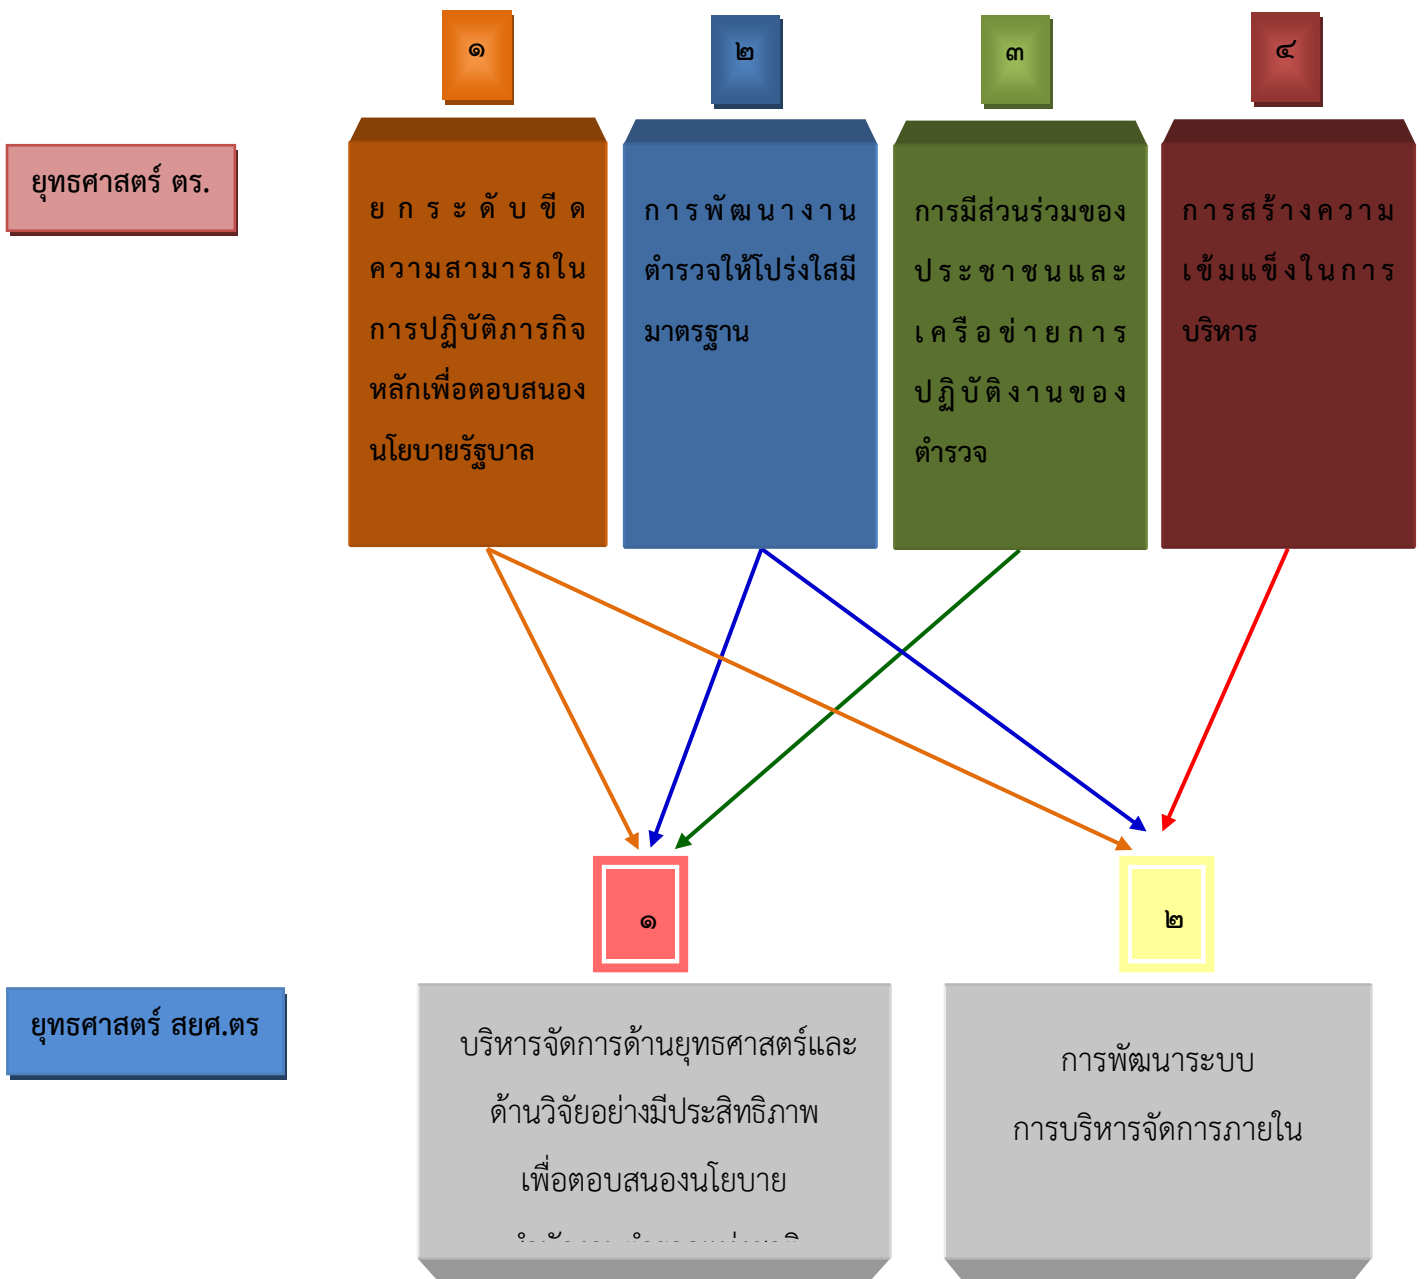 ๑
๒
๓
๔
ยุทธศาสตร์ ตร.
ยกระดับขีด
ความสามารถใน
การปฏิบัติภารกิจ
หลักเพื่อตอบสนอง
นโยบายรัฐบาล
การพัฒนางาน
ตำรวจให้โปร่งใสมี
มาตรฐาน
การมีส่วนร่วมของ
ประชาชนและ
เครือข่ายการ
ปฏิบัติงานของ
ตำรวจ
การสร้างความ
เข้มแข็งในการ
บริหาร
๑
๒
ยุทธศาสตร์ สยศ.ตร
บริหารจัดการด้านยุทธศาสตร์และ
ด้านวิจัยอย่างมีประสิทธิภาพ
เพื่อตอบสนองนโยบาย
การพัฒนาระบบ
การบริหารจัดการภายใน